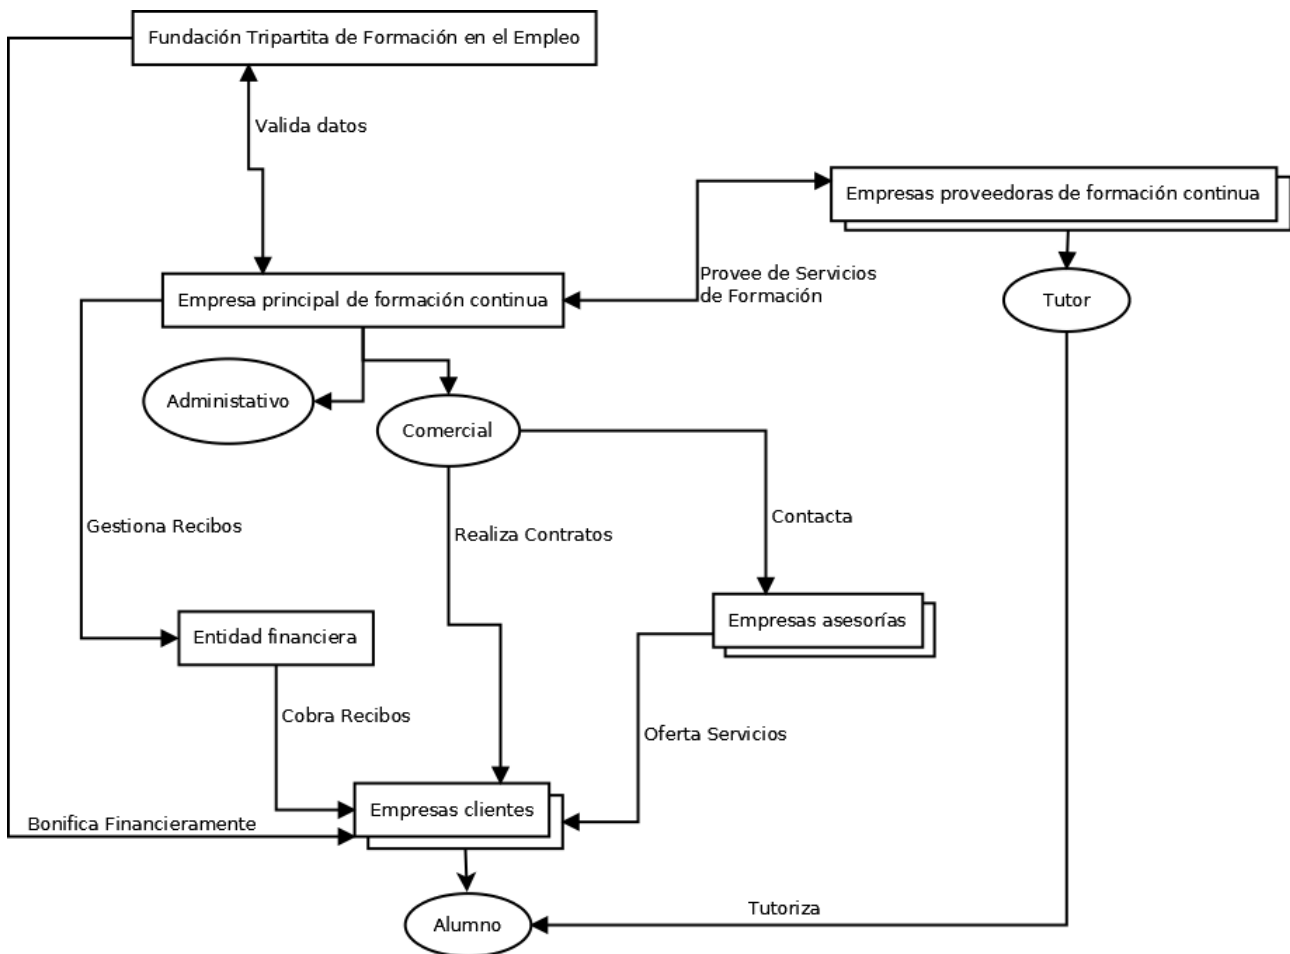 Fundación Tripartita de Formación en el Empleo
Valida datos
Empresas proveedoras de formación continua
Provee de Servicios
de Formación
Empresa principal de formación continua
Tutor
Administativo
Comercial
Gestiona Recibos
Realiza Contratos
Contacta
Empresas asesorías
Entidad financiera
Cobra Recibos
Oferta Servicios
Empresas clientes
Bonifica Financieramente
Tutoriza
Alumno